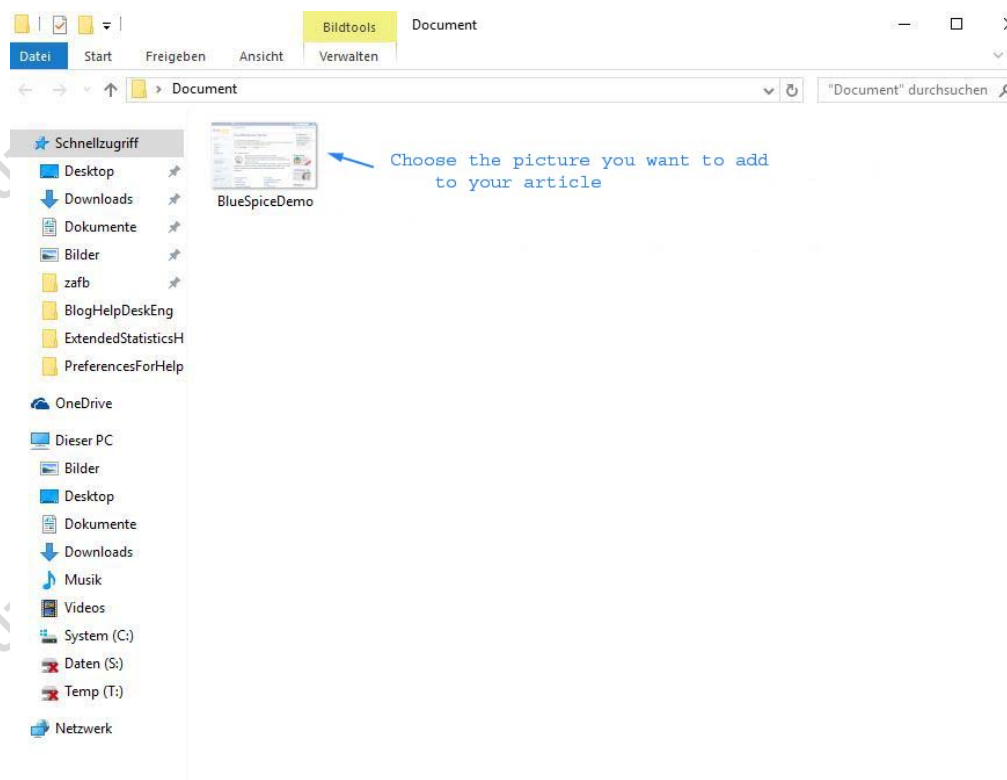 Bildtools
Document
Datei
Start
Freigeben
Ansicht
Verwalten
Document
"Document" durchsuchen
Schnellzugriff
Desktop
Downloads
Dokumente
Bilder
zafb
BlogHelpDeskEng
ExtendedStatisticsH
PreferencesForHelp
OneDrive
Dieser PC
Bilder
Desktop
Dokumente
Downloads
Musik
Videos
System (C:)
Daten (S:)
Temp (T:)
Netzwerk
BlueSpiceDemo
Choose the picture you want to add
to your article